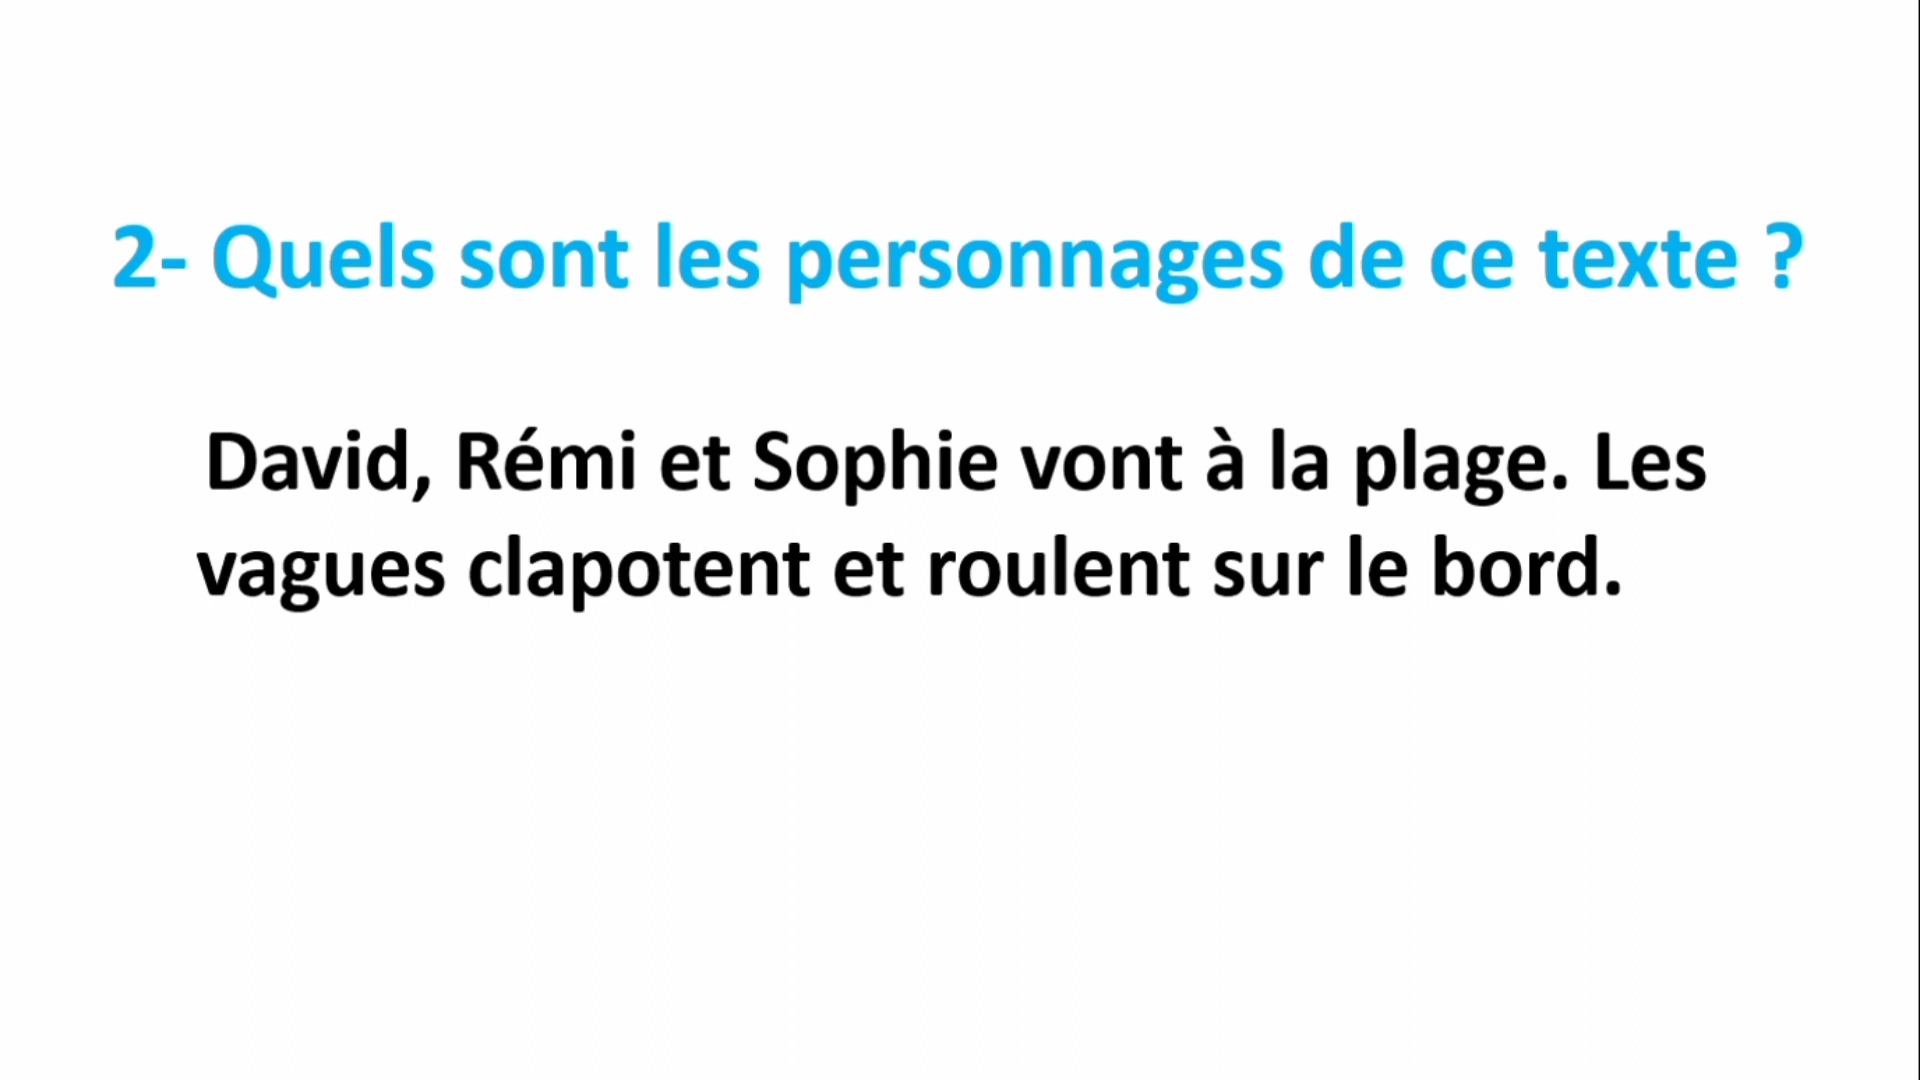 2- Quels sont les personnages de ce texte ?
David, Rémi et Sophie vont à la plage. Les
vagues clapotent et roulent sur le bord.